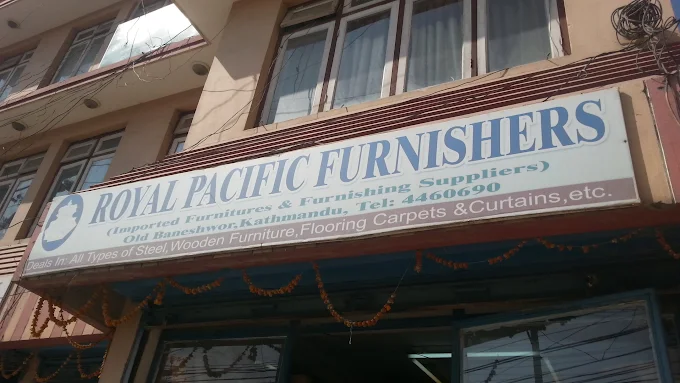 ROYAL PACIFIC FURNISHERS
(Imported Furnitures & Furnishing Suppliers)
Old Baneshwor, Kathmandu, Tel: 4460690
Deals In: All Types of Steel,Wooden Furniture,Flooring Carpets &Curtains,etc.